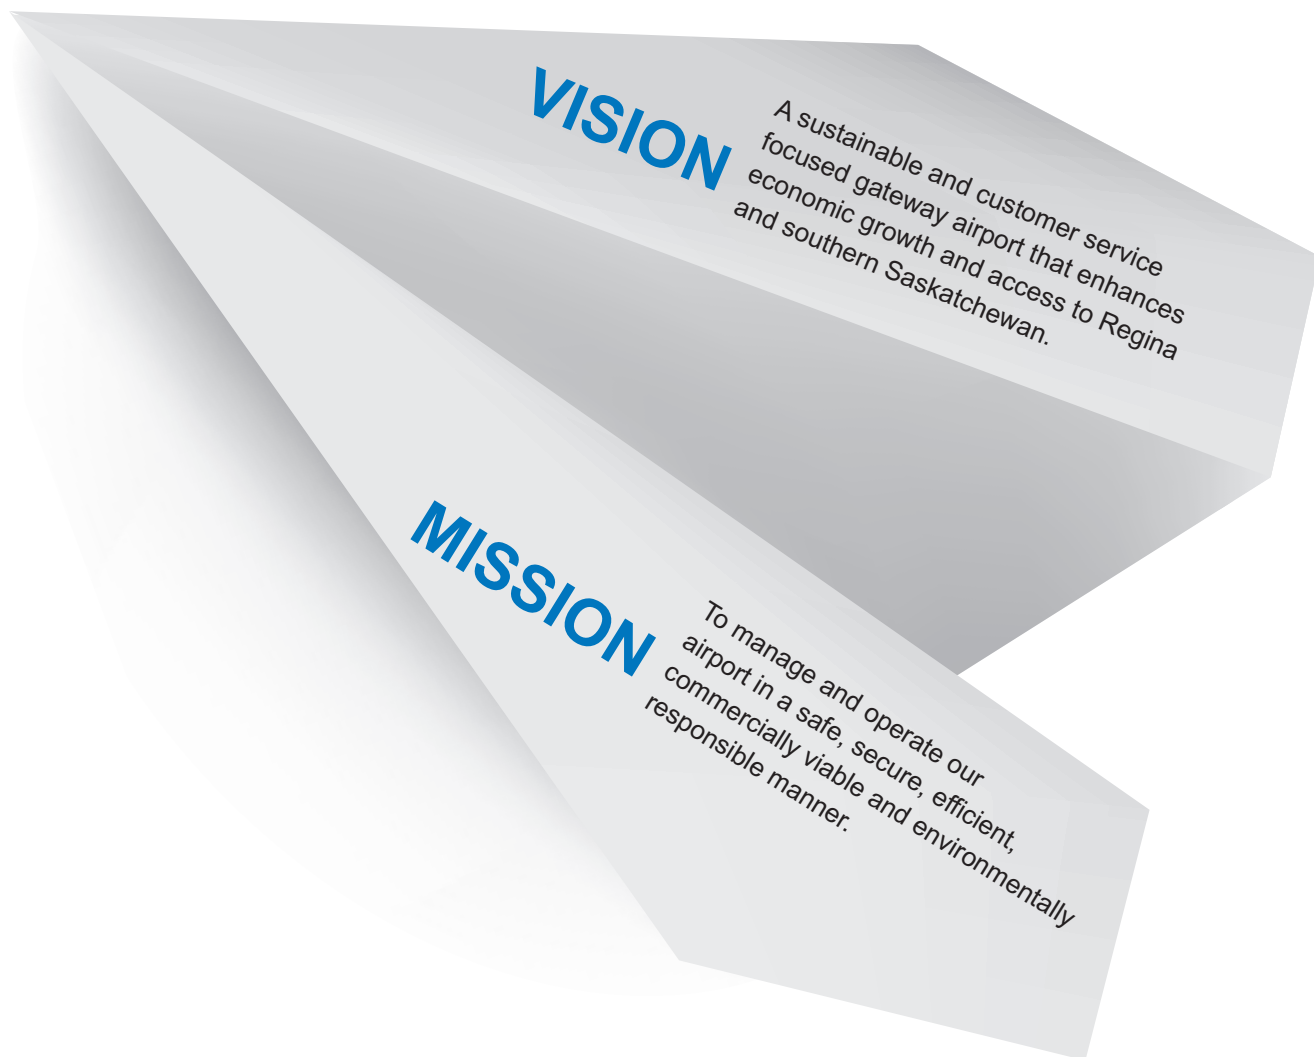 VISION
A sustainable and customer service
focused gateway airport that enhances
economic growth and access to Regina
and southern Saskatchewan.
MISSION
To manage and operate our
airport in a safe, secure, efficient,
commercially viable and environmentally
responsible manner.